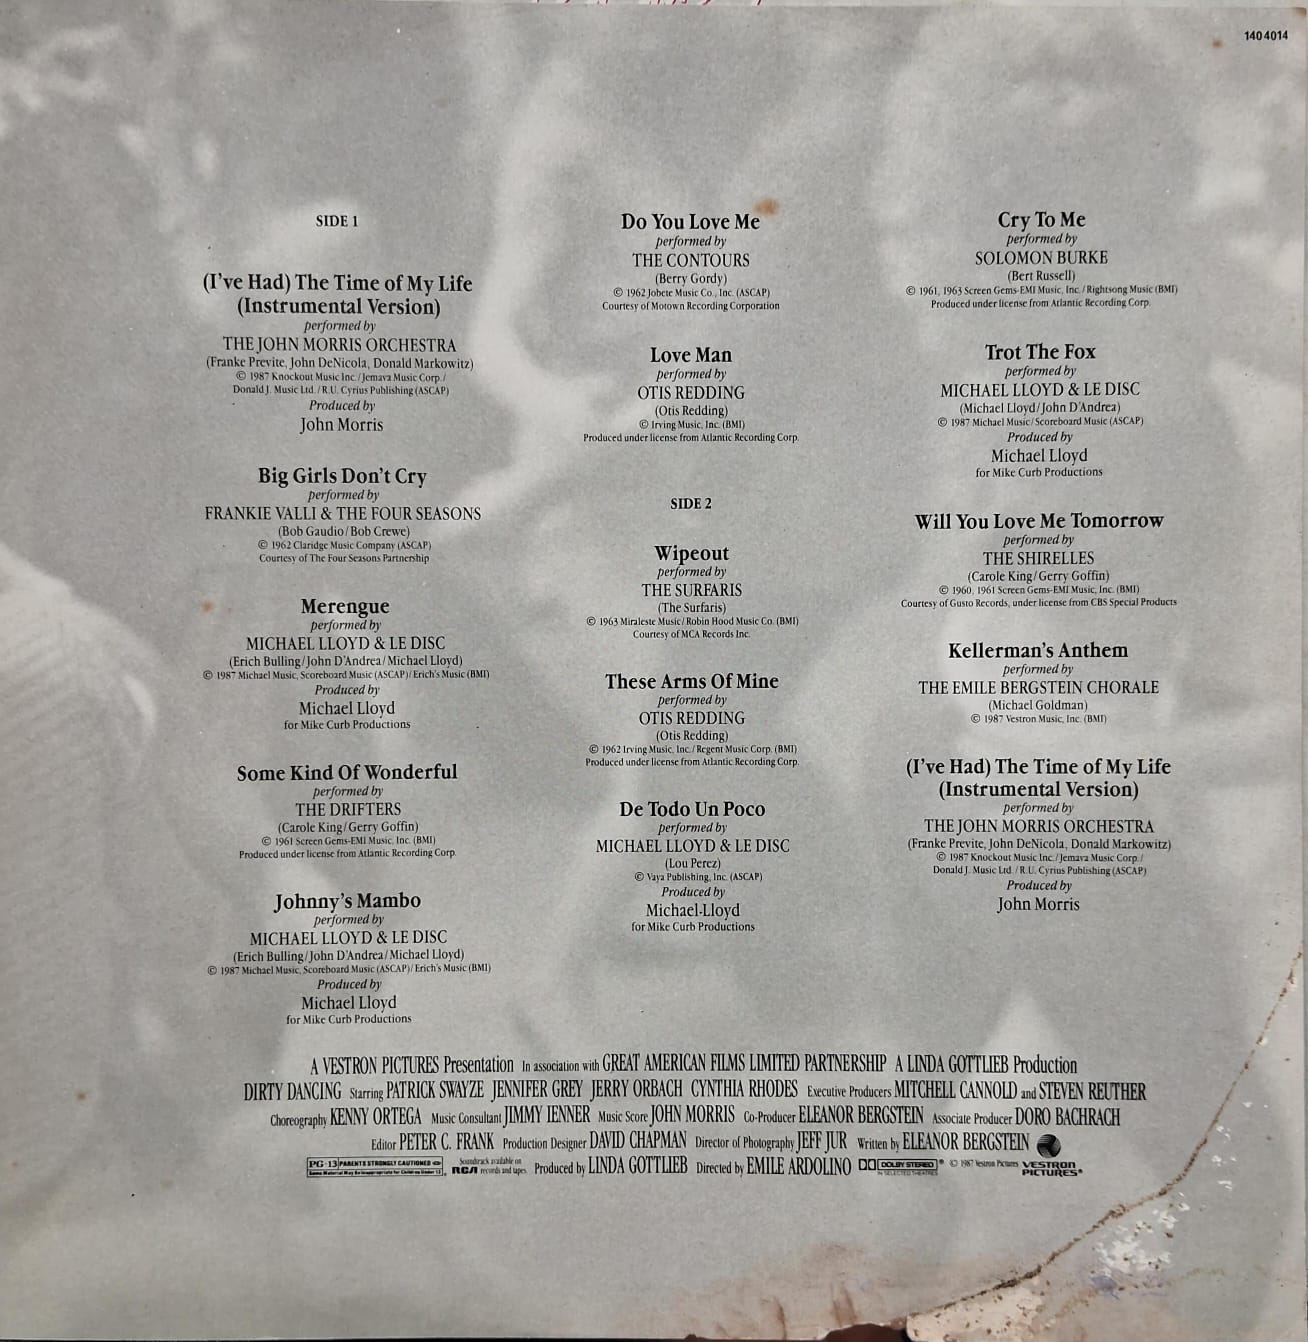 140 4014
SIDE 1
(I've Had) The Time of My Life
(Instrumental Version)
performed by
THE JOHN MORRIS ORCHESTRA
(Franke Previte, John DeNicola, Donald Markowitz)
© 1987 Knockout Music Inc./Jemava Music Corp./
Donald J. Music Ltd. /R.U. Cyrius Publishing (ASCAP)
Produced by
John Morris
Big Girls Don't Cry
performed by
FRANKIE VALLI & THE FOUR SEASONS
(Bob Gaudio/Bob Crewe)
© 1962 Claridge Music Company (ASCAP)
Courtesy of The Four Seasons Partnership
Merengue
performed by
MICHAEL LLOYD & LE DISC
(Erich Bulling/John D'Andrea/Michael Lloyd)
© 1987 Michael Music, Scoreboard Music (ASCAP)/Erich's Music (BMI)
Produced by
Michael Lloyd
for Mike Curb Productions
Some Kind Of Wonderful
performed by
THE DRIFTERS
(Carole King/Gerry Goffin)
© 1961 Screen Gems-EMI Music, Inc. (BMI)
Produced under license from Atlantic Recording Corp.
Johnny's Mambo
performed by
MICHAEL LLOYD & LE DISC
(Erich Bulling/John D'Andrea/Michael Lloyd)
© 1987 Michael Music, Scoreboard Music (ASCAP)/Erich's Music (BMI)
Produced by
Michael Lloyd
for Mike Curb Productions
Do You Love Me
performed by
THE CONTOURS
(Berry Gordy)
© 1962 Jobete Music Co., Inc. (ASCAP)
Courtesy of Motown Recording Corporation
Love Man
performed by
OTIS REDDING
(Otis Redding)
© Irving Music, Inc. (BMI)
Produced under license from Atlantic Recording Corp.
SIDE 2
Wipeout
performed by
THE SURFARIS
(The Surfaris)
© 1963 Miraleste Music/Robin Hood Music Co. (BMI)
Courtesy of MCA Records Inc.
These Arms Of Mine
performed by
OTIS REDDING
(Otis Redding)
© 1962 Irving Music, Inc./Regent Music Corp. (BMI)
Produced under license from Atlantic Recording Corp.
De Todo Un Poco
performed by
MICHAEL LLOYD & LE DISC
(Lou Perez)
© Vaya Publishing, Inc. (ASCAP)
Produced by
Michael Lloyd
for Mike Curb Productions
Cry To Me
performed by
SOLOMON BURKE
(Bert Russell)
© 1961, 1963 Screen Gems-EMI Music, Inc./Rightsong Music (BMI)
Produced under license from Atlantic Recording Corp.
Trot The Fox
performed by
MICHAEL LLOYD & LE DISC
(Michael Lloyd/John D'Andrea)
© 1987 Michael Music/Scoreboard Music (ASCAP)
Produced by
Michael Lloyd
for Mike Curb Productions
Will You Love Me Tomorrow
performed by
THE SHIRELLES
(Carole King/Gerry Goffin)
© 1960, 1961 Screen Gems-EMI Music, Inc. (BMI)
Courtesy of Gusto Records, under license from CBS Special Products
Kellerman's Anthem
performed by
THE EMILE BERGSTEIN CHORALE
(Michael Goldman)
© 1987 Vestron Music, Inc. (BMI)
(I've Had) The Time of My Life
(Instrumental Version)
performed by
THE JOHN MORRIS ORCHESTRA
(Franke Previte, John DeNicola, Donald Markowitz)
© 1987 Knockout Music Inc./Jemava Music Corp./
Donald J. Music Ltd. /R.U. Cyrius Publishing (ASCAP)
Produced by
John Morris
A VESTRON PICTURES Presentation In association with GREAT AMERICAN FILMS LIMITED PARTNERSHIP A LINDA GOTTLIEB Production
DIRTY DANCING Starring PATRICK SWAYZE JENNIFER GREY JERRY ORBACH CYNTHIA RHODES Executive Producers MITCHELL CANNOLD and STEVEN REUTHER
Choreography KENNY ORTEGA Music Consultant JIMMY IENNER Music Score JOHN MORRIS Co-Producer ELEANOR BERGSTEIN Associate Producer DORO BACHRACH
Editor PETER C. FRANK Production Designer DAVID CHAPMAN Director of Photography JEFF JUR Written by ELEANOR BERGSTEIN
PG-13 PARENTS STRONGLY CAUTIONED Some Material May Be Inappropriate for Children Under 13 Soundtrack available on RCA records and tapes Produced by LINDA GOTTLIEB Directed by EMILE ARDOLINO DOLBY STEREO IN SELECTED THEATRES © 1987 Vestron Pictures VESTRON PICTURES